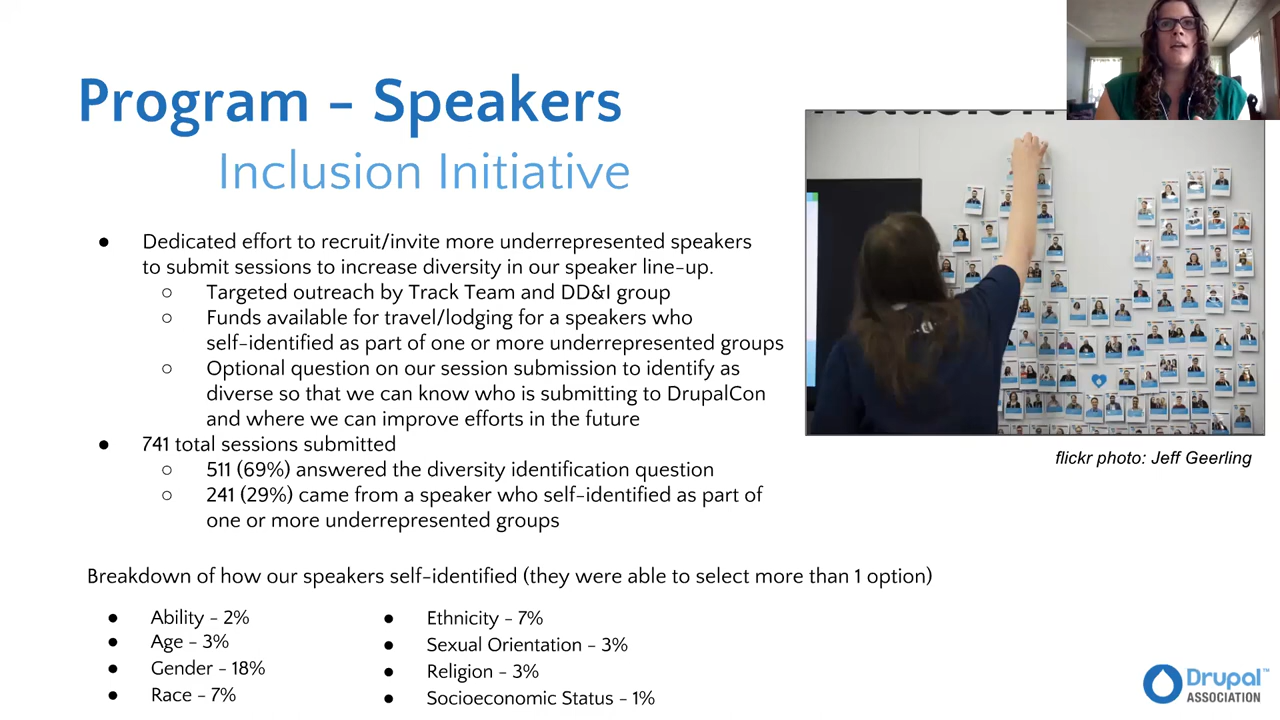 Program – Speakers
Inclusion Initiative
● Dedicated effort to recruit/invite more underrepresented speakers
to submit sessions to increase diversity in our speaker line-up.
○ Targeted outreach by Track Team and DD&I group
○ Funds available for travel/lodging for a speakers who
self-identified as part of one or more underrepresented groups
○ Optional question on our session submission to identify as
diverse so that we can know who is submitting to DrupalCon
and where we can improve efforts in the future
● 741 total sessions submitted
○ 511 (69%) answered the diversity identification question
○ 241 (29%) came from a speaker who self-identified as part of
one or more underrepresented groups
flickr photo: Jeff Geerling
Breakdown of how our speakers self-identified (they were able to select more than 1 option)
● Ability – 2%
● Age – 3%
● Gender – 18%
● Race – 7%
● Ethnicity – 7%
● Sexual Orientation – 3%
● Religion – 3%
● Socioeconomic Status – 1%
Drupal™
ASSOCIATION